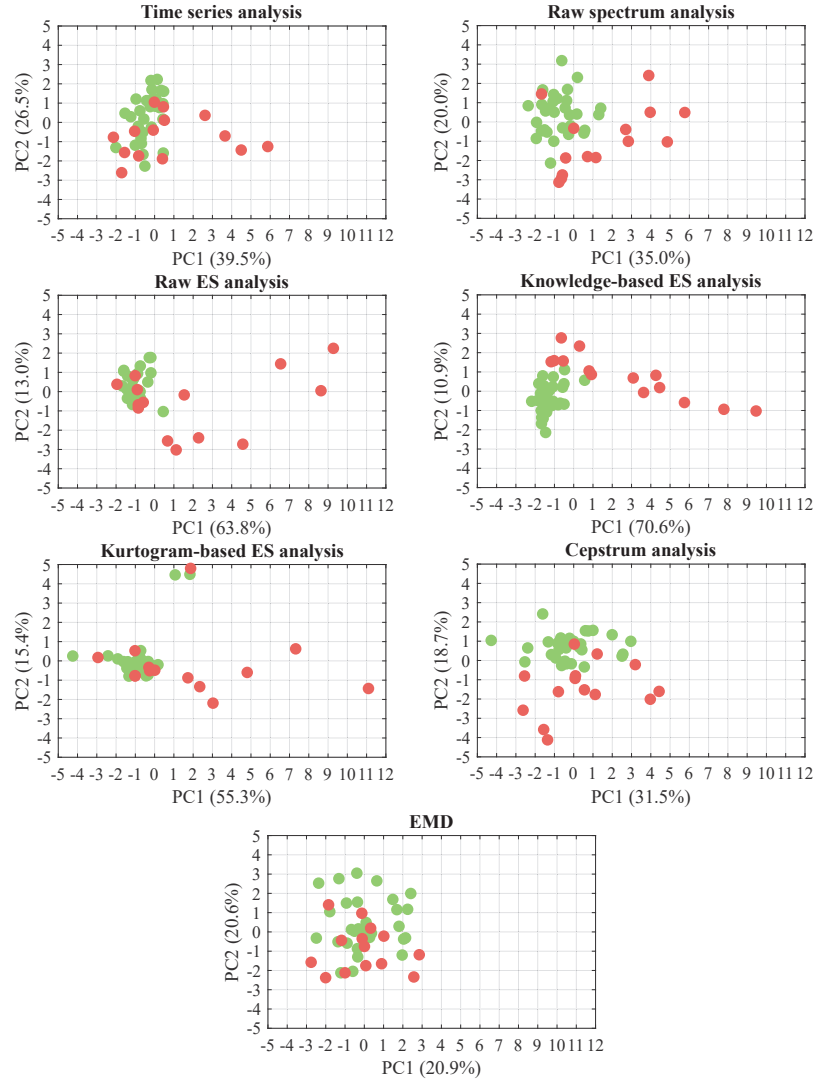 Time series analysis
5
4
3
2
1
0
-1
-2
-3
-4
-5
PC2 (26.5%)
-5 -4 -3 -2 -1 0 1 2 3 4 5 6 7 8 9 10 11 12
PC1 (39.5%)
Raw spectrum analysis
5
4
3
2
1
0
-1
-2
-3
-4
-5
PC2 (20.0%)
-5 -4 -3 -2 -1 0 1 2 3 4 5 6 7 8 9 10 11 12
PC1 (35.0%)
Raw ES analysis
5
4
3
2
1
0
-1
-2
-3
-4
-5
PC2 (13.0%)
-5 -4 -3 -2 -1 0 1 2 3 4 5 6 7 8 9 10 11 12
PC1 (63.8%)
Knowledge-based ES analysis
5
4
3
2
1
0
-1
-2
-3
-4
-5
PC2 (10.9%)
-5 -4 -3 -2 -1 0 1 2 3 4 5 6 7 8 9 10 11 12
PC1 (70.6%)
Kurtogram-based ES analysis
5
4
3
2
1
0
-1
-2
-3
-4
-5
PC2 (15.4%)
-5 -4 -3 -2 -1 0 1 2 3 4 5 6 7 8 9 10 11 12
PC1 (55.3%)
Cepstrum analysis
5
4
3
2
1
0
-1
-2
-3
-4
-5
PC2 (18.7%)
-5 -4 -3 -2 -1 0 1 2 3 4 5 6 7 8 9 10 11 12
PC1 (31.5%)
EMD
5
4
3
2
1
0
-1
-2
-3
-4
-5
PC2 (20.6%)
-5 -4 -3 -2 -1 0 1 2 3 4 5 6 7 8 9 10 11 12
PC1 (20.9%)